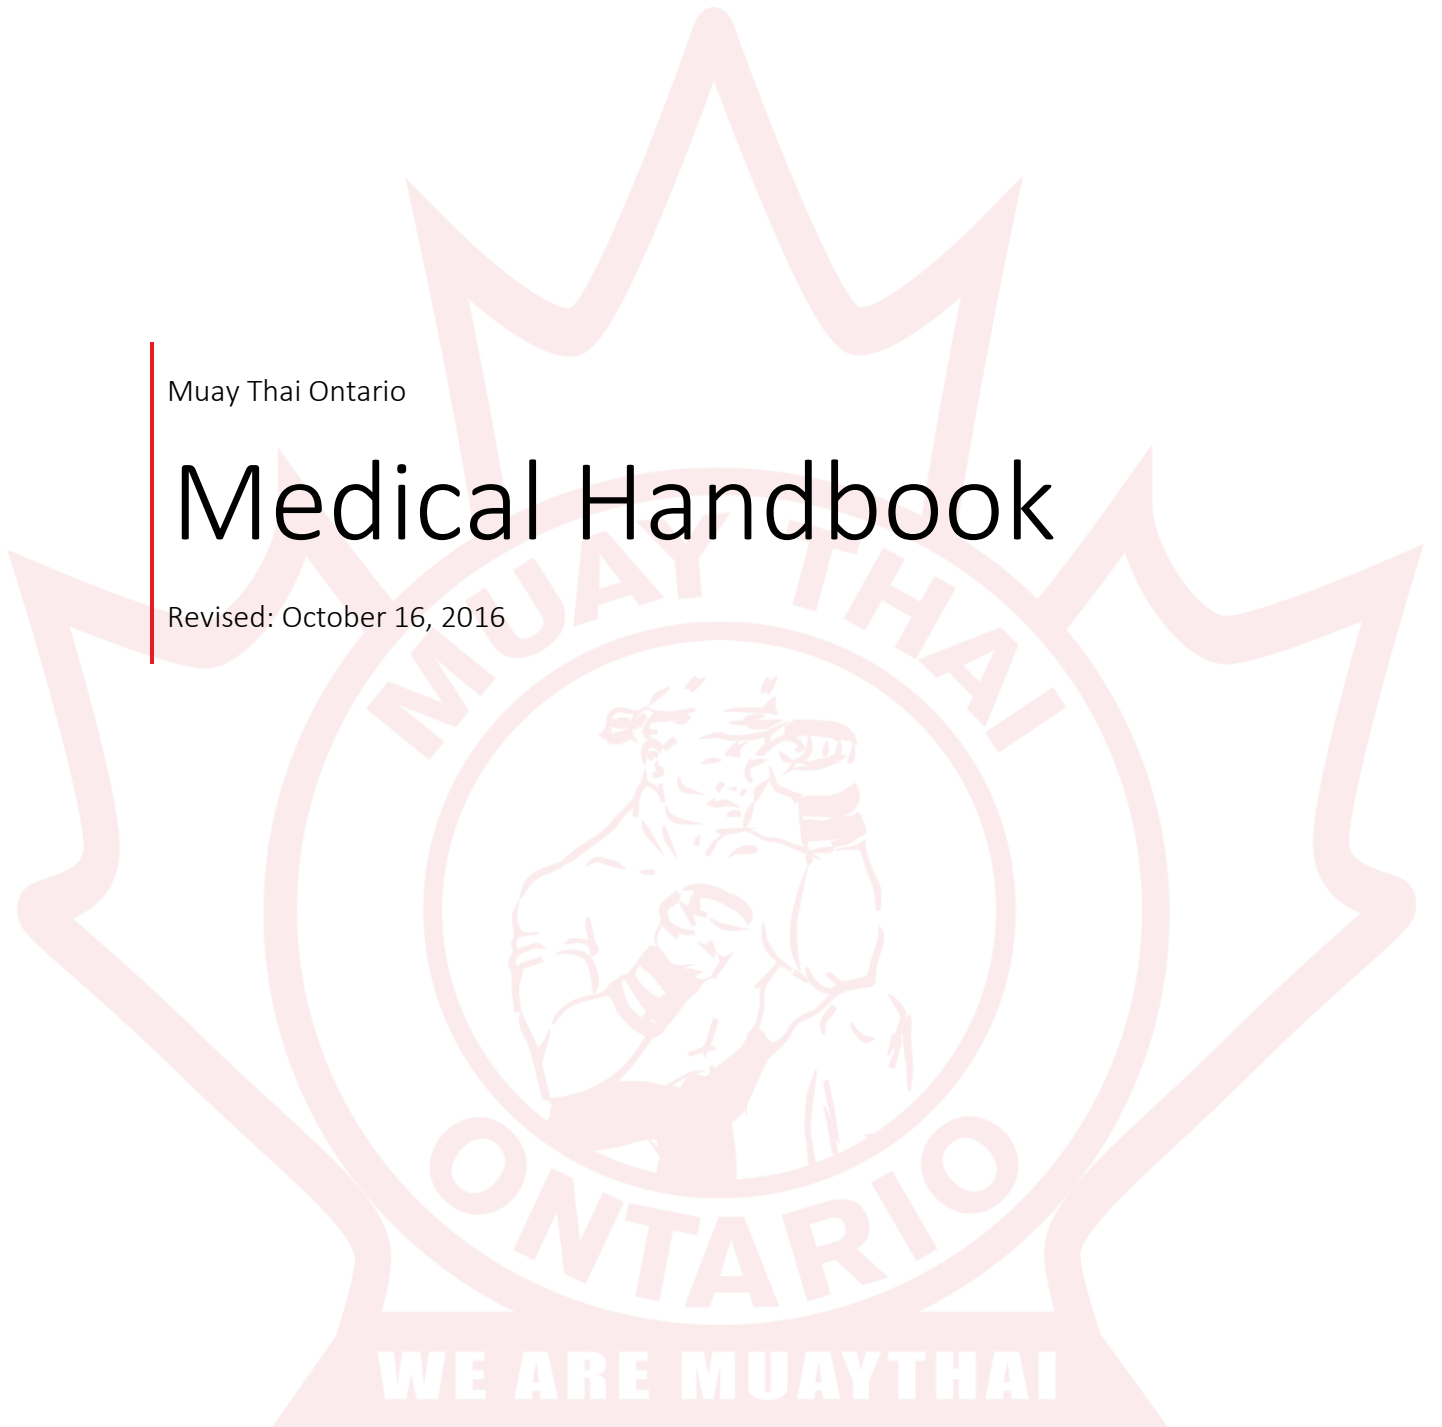 Muay Thai Ontario
Medical Handbook
Revised: October 16, 2016
MUAY THAI
ONTARIO
WE ARE MUAYTHAI